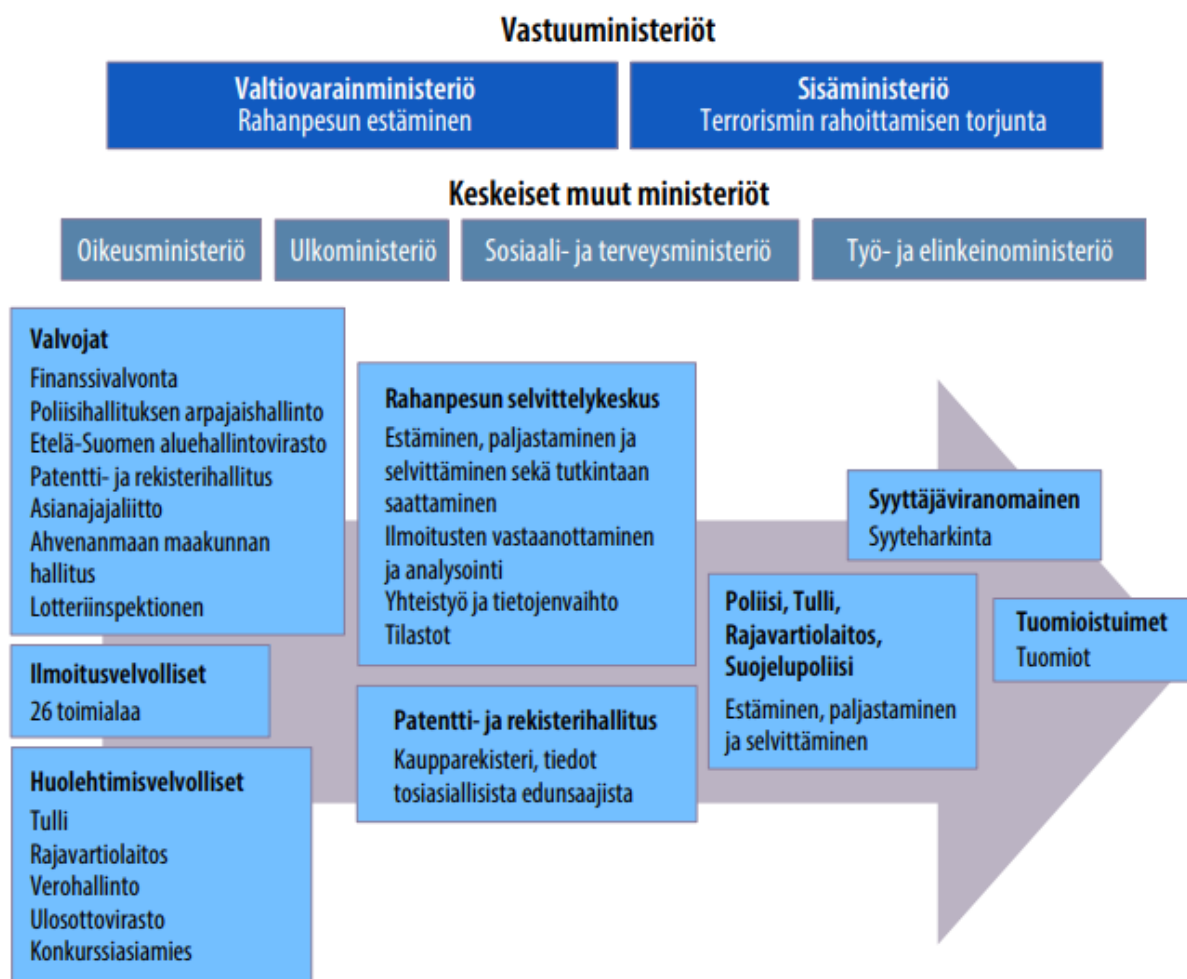 Vastuuministeriöt
Valtiovarainministeriö
Rahanpesun estäminen
Sisäministeriö
Terrorismin rahoittamisen torjunta
Keskeiset muut ministeriöt
Oikeusministeriö
Ulkoministeriö
Sosiaali- ja terveysministeriö
Työ- ja elinkeinoministeriö
Valvojat
Finanssivalvonta
Poliisihallituksen arpajaishallinto
Etelä-Suomen aluehallintovirasto
Patentti- ja rekisterihallitus
Asianajajaliitto
Ahvenanmaan maakunnan
hallitus
Lotteriinspektionen
Ilmoitusvelvolliset
26 toimialaa
Huolehtimisvelvolliset
Tulli
Rajavartiolaitos
Verohallinto
Ulosottovirasto
Konkurssiasiamies
Rahanpesun selvittelykeskus
Estäminen, paljastaminen ja
selvittäminen sekä tutkintaan
saattaminen
Ilmoitusten vastaanottaminen
ja analysointi
Yhteistyö ja tietojenvaihto
Tilastot
Patentti- ja rekisterihallitus
Kaupparekisteri, tiedot
tosiasiallisista edunsaajista
Poliisi, Tulli,
Rajavartiolaitos,
Suojelupoliisi
Estäminen, paljastaminen
ja selvittäminen
Syyttäjäviranomainen
Syyteharkinta
Tuomioistuimet
Tuomiot